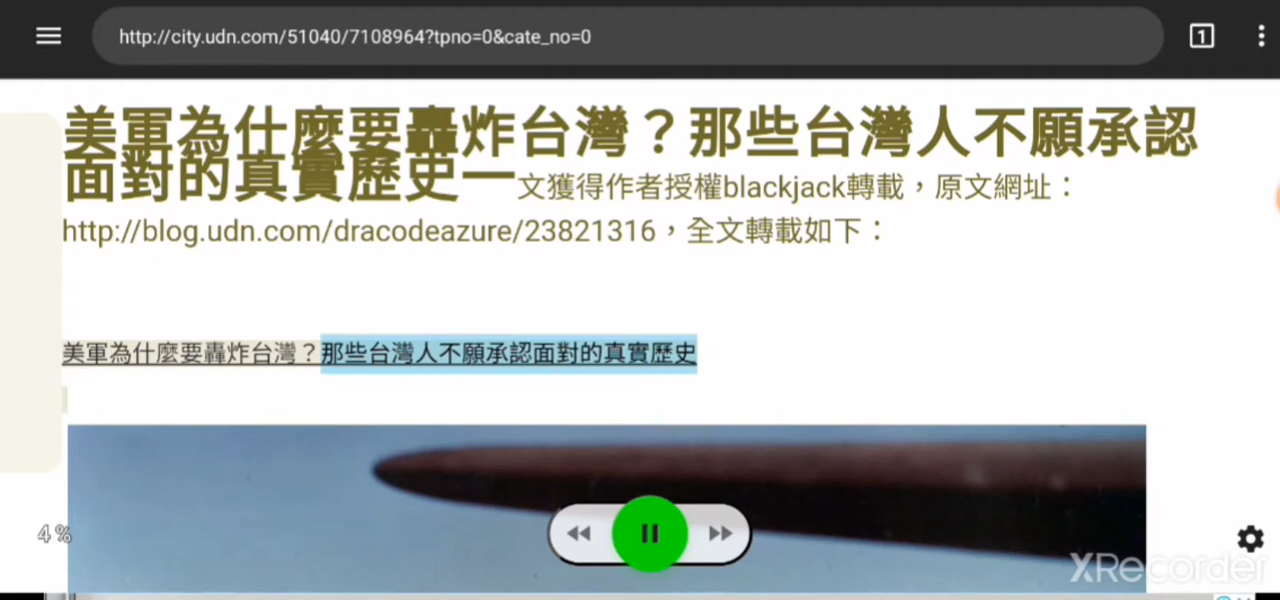 http://city.udn.com/51040/7108964?tpno=0&cate_no=0
1
美軍為什麼要轟炸台灣？那些台灣人不願承認
面對的真實歷史一文獲得作者授權blackjack轉載，原文網址：
http://blog.udn.com/dracodeazure/23821316，全文轉載如下：
美軍為什麼要轟炸台灣？那些台灣人不願承認面對的真實歷史
4 %
XRecorder